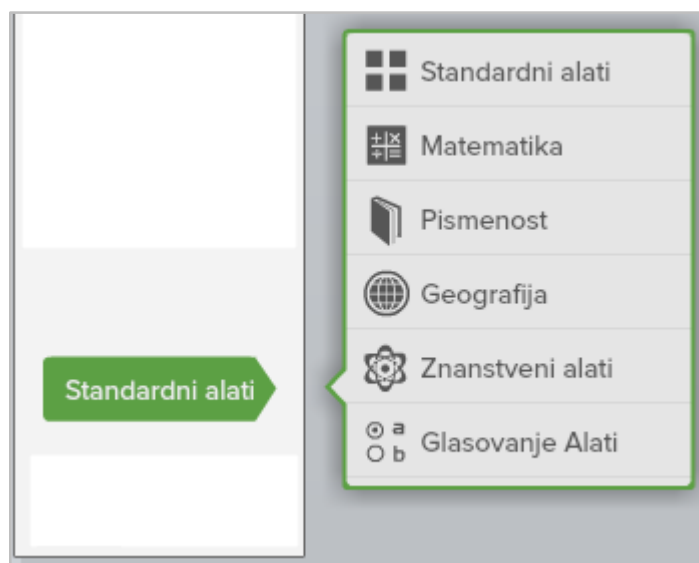 Standardni alati
Standardni alati
Matematika
Pismenost
Geografija
Znanstveni alati
a
b
Glasovanje Alati